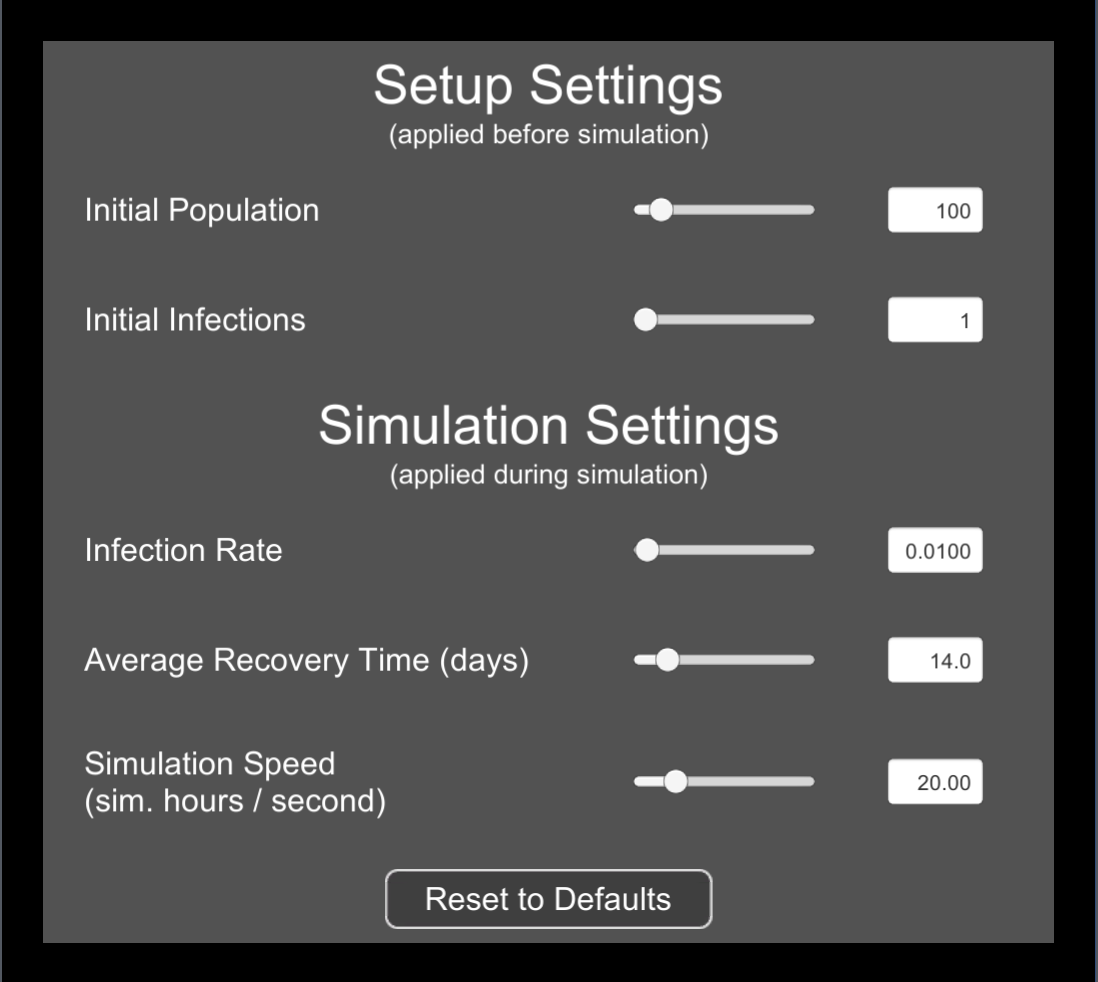 Setup Settings
(applied before simulation)
Initial Population 100
Initial Infections 1
Simulation Settings
(applied during simulation)
Infection Rate 0.0100
Average Recovery Time (days) 14.0
Simulation Speed
(sim. hours / second) 20.00
Reset to Defaults